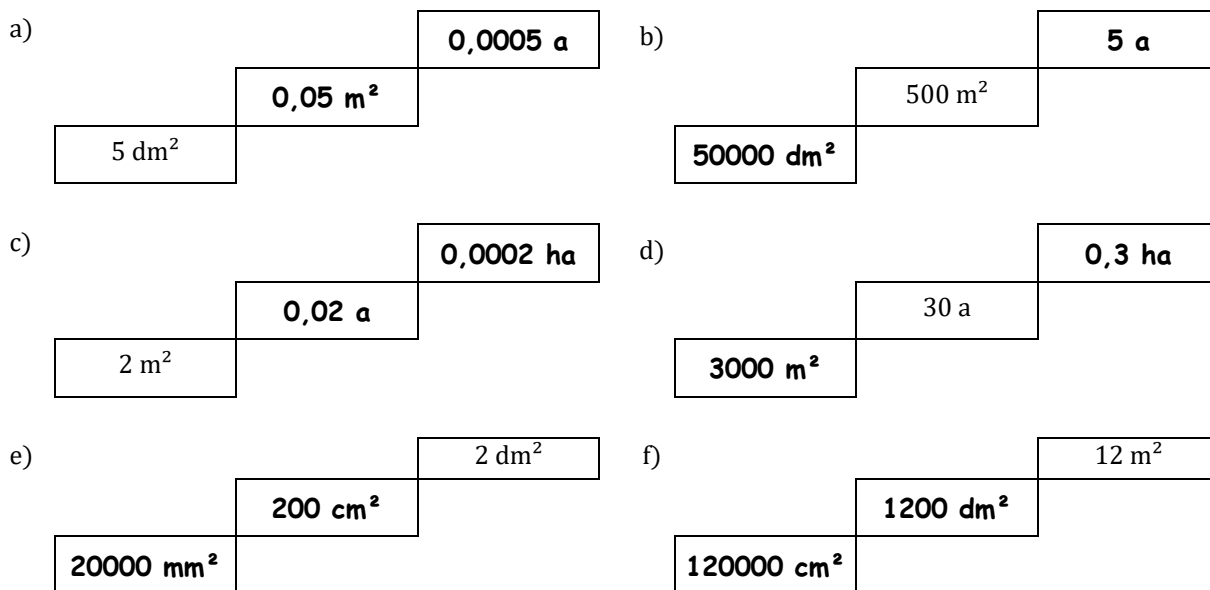 a) 0,0005 a
0,05 m²
5 dm²
b) 5 a
500 m²
50000 dm²
c) 0,0002 ha
0,02 a
2 m²
d) 0,3 ha
30 a
3000 m²
e) 2 dm²
200 cm²
20000 mm²
f) 12 m²
1200 dm²
120000 cm²